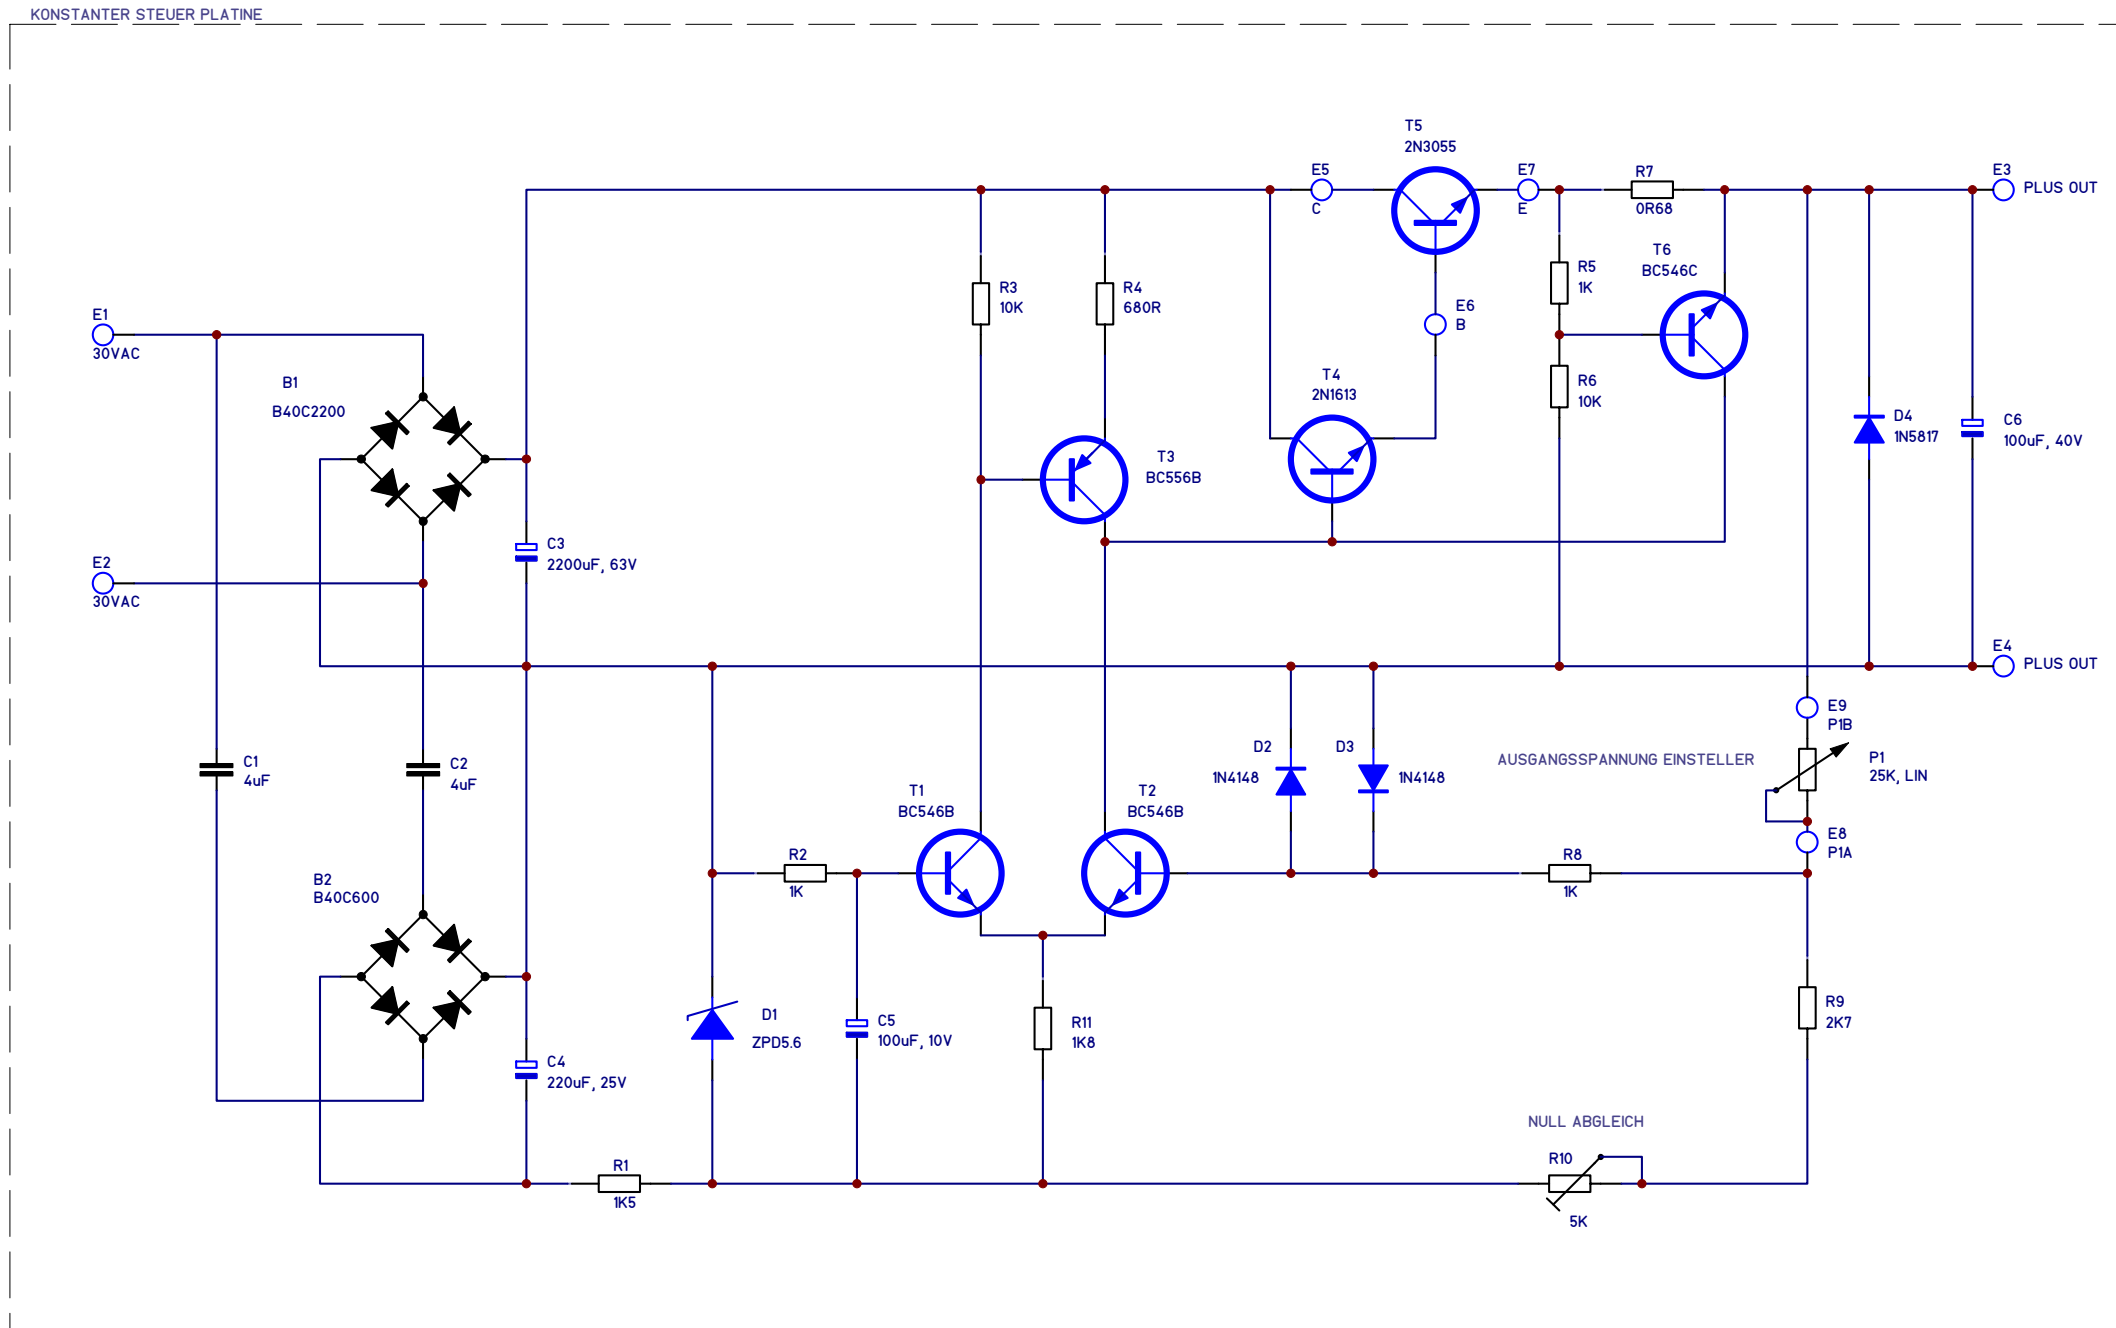 KONSTANTER STEUER PLATINE
T5
2N3055
E5
C
E7
E
R7
0R68
E3
PLUS OUT
T6
BC546C
R3
10K
R4
680R
E6
B
R5
1K
E1
30VAC
B1
B40C2200
T4
2N1613
R6
10K
D4
1N5817
C6
100uF, 40V
T3
BC556B
C3
2200uF, 63V
E2
30VAC
E4
PLUS OUT
E9
P1B
C1
4uF
C2
4uF
D2
1N4148
D3
1N4148
AUSGANGSSPANNUNG EINSTELLER
P1
25K, LIN
T1
BC546B
T2
BC546B
E8
P1A
B2
B40C600
R2
1K
R8
1K
D1
ZPD5.6
C5
100uF, 10V
R11
1K8
R9
2K7
C4
220uF, 25V
NULL ABGLEICH
R1
1K5
R10
5K